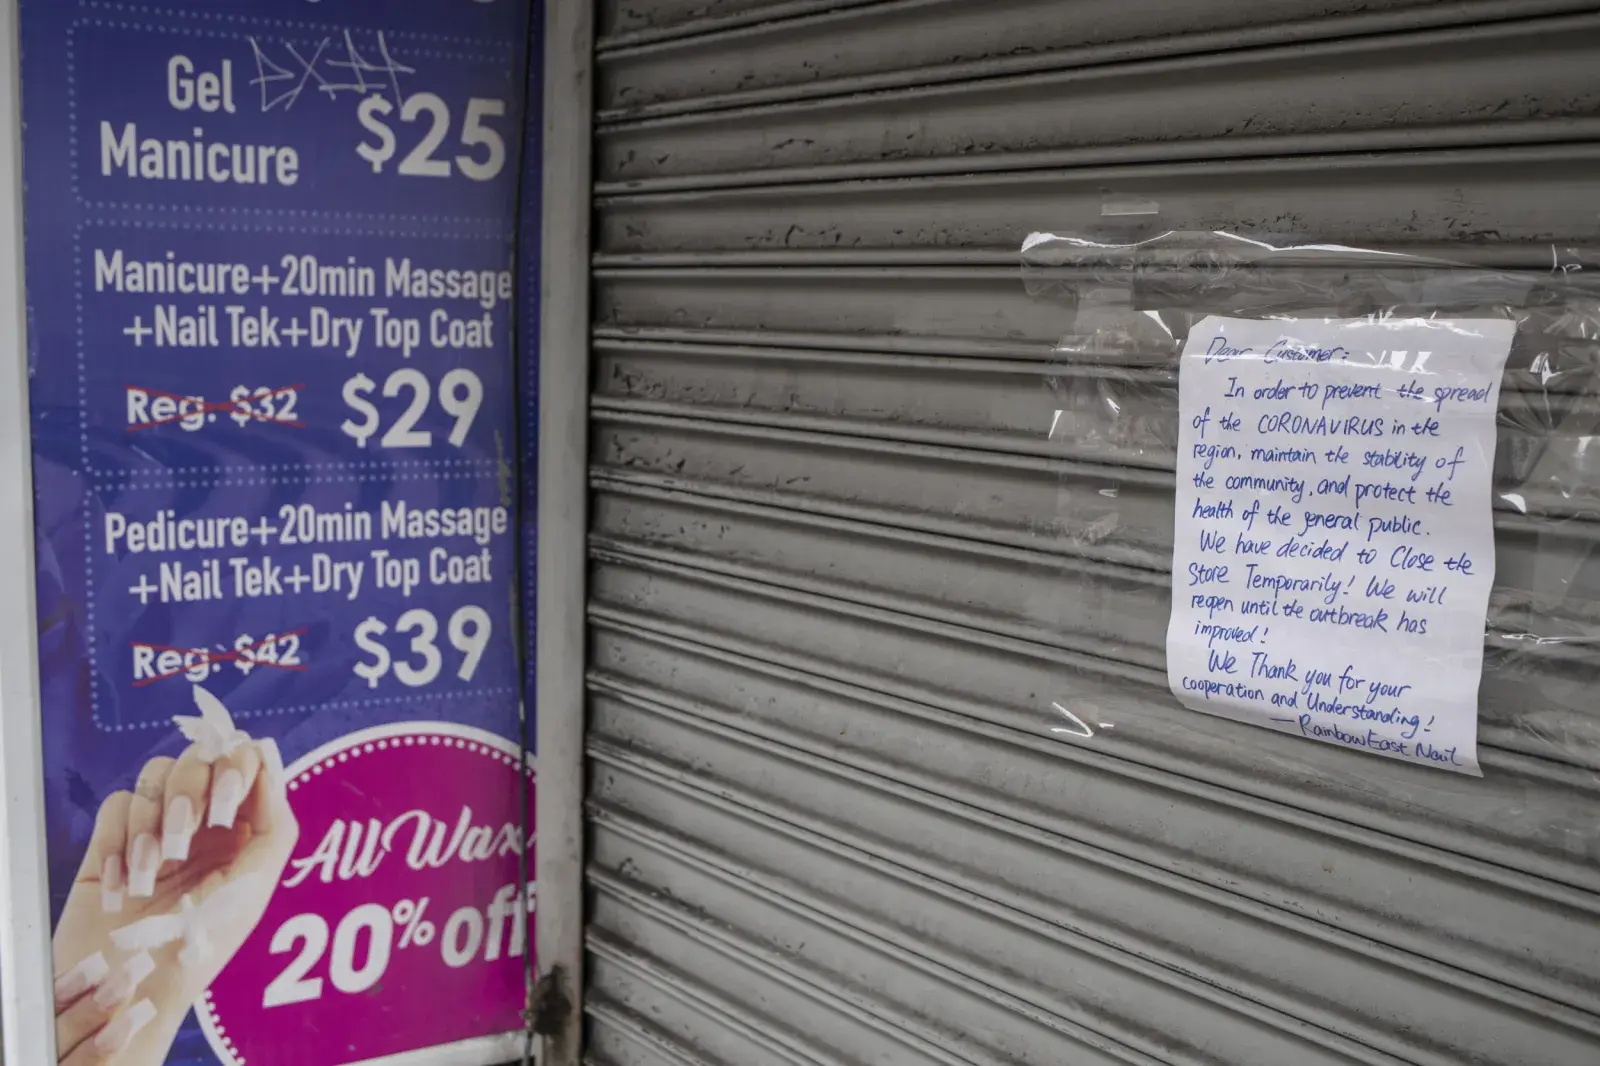 Gel
Manicure
$25
Manicure+20min Massage
+Nail Tek+Dry Top Coat
Reg. $32
$29
Pedicure+20min Massage
+Nail Tek+Dry Top Coat
Reg. $42
$39
All Wax
20% off
Dear Customer:
In order to prevent the spread
of the CORONAVIRUS in the
region, maintain the stability of
the community, and protect the
health of the general public.
We have decided to Close the
Store Temporarily! We will
reopen until the outbreak has
improved!
We Thank you for your
cooperation and Understanding!
— Rainbow East Nail